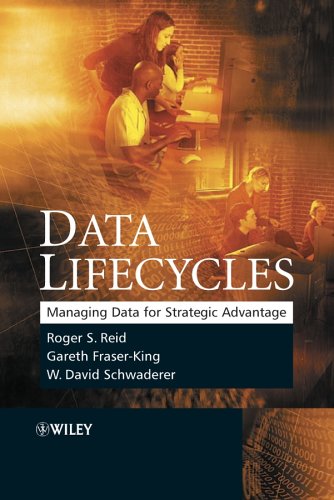 DATA
LIFECYCLES
Managing Data for Strategic Advantage
Roger S. Reid
Gareth Fraser-King
W. David Schwaderer
WILEY